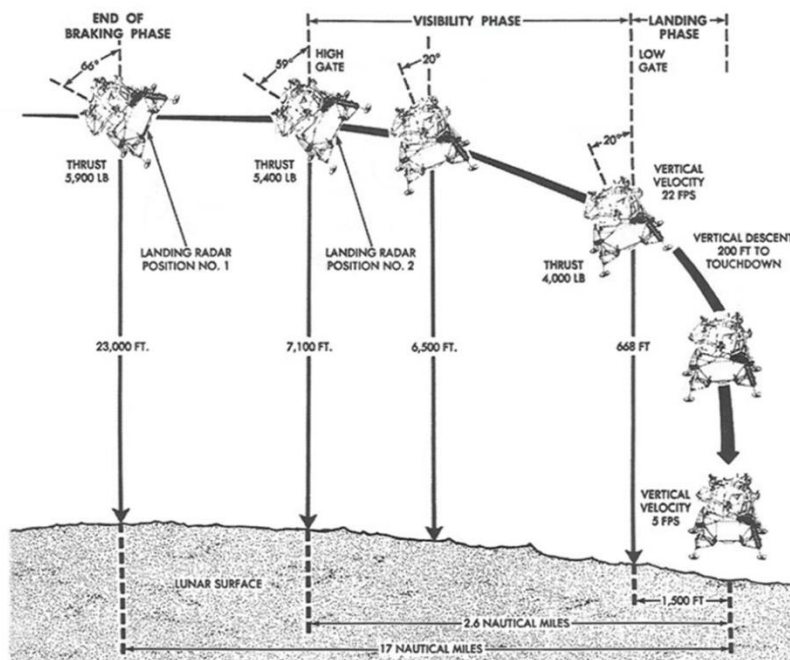 END OF
BRAKING PHASE
VISIBILITY PHASE
LANDING
PHASE
66°
59°
HIGH
GATE
20°
LOW
GATE
20°
THRUST
5,900 LB
THRUST
5,400 LB
VERTICAL
VELOCITY
22 FPS
LANDING RADAR
POSITION NO. 1
LANDING RADAR
POSITION NO. 2
THRUST
4,000 LB
VERTICAL DESCENT
200 FT TO
TOUCHDOWN
23,000 FT.
7,100 FT.
6,500 FT.
668 FT
VERTICAL
VELOCITY
5 FPS
LUNAR SURFACE
1,500 FT
2.6 NAUTICAL MILES
17 NAUTICAL MILES